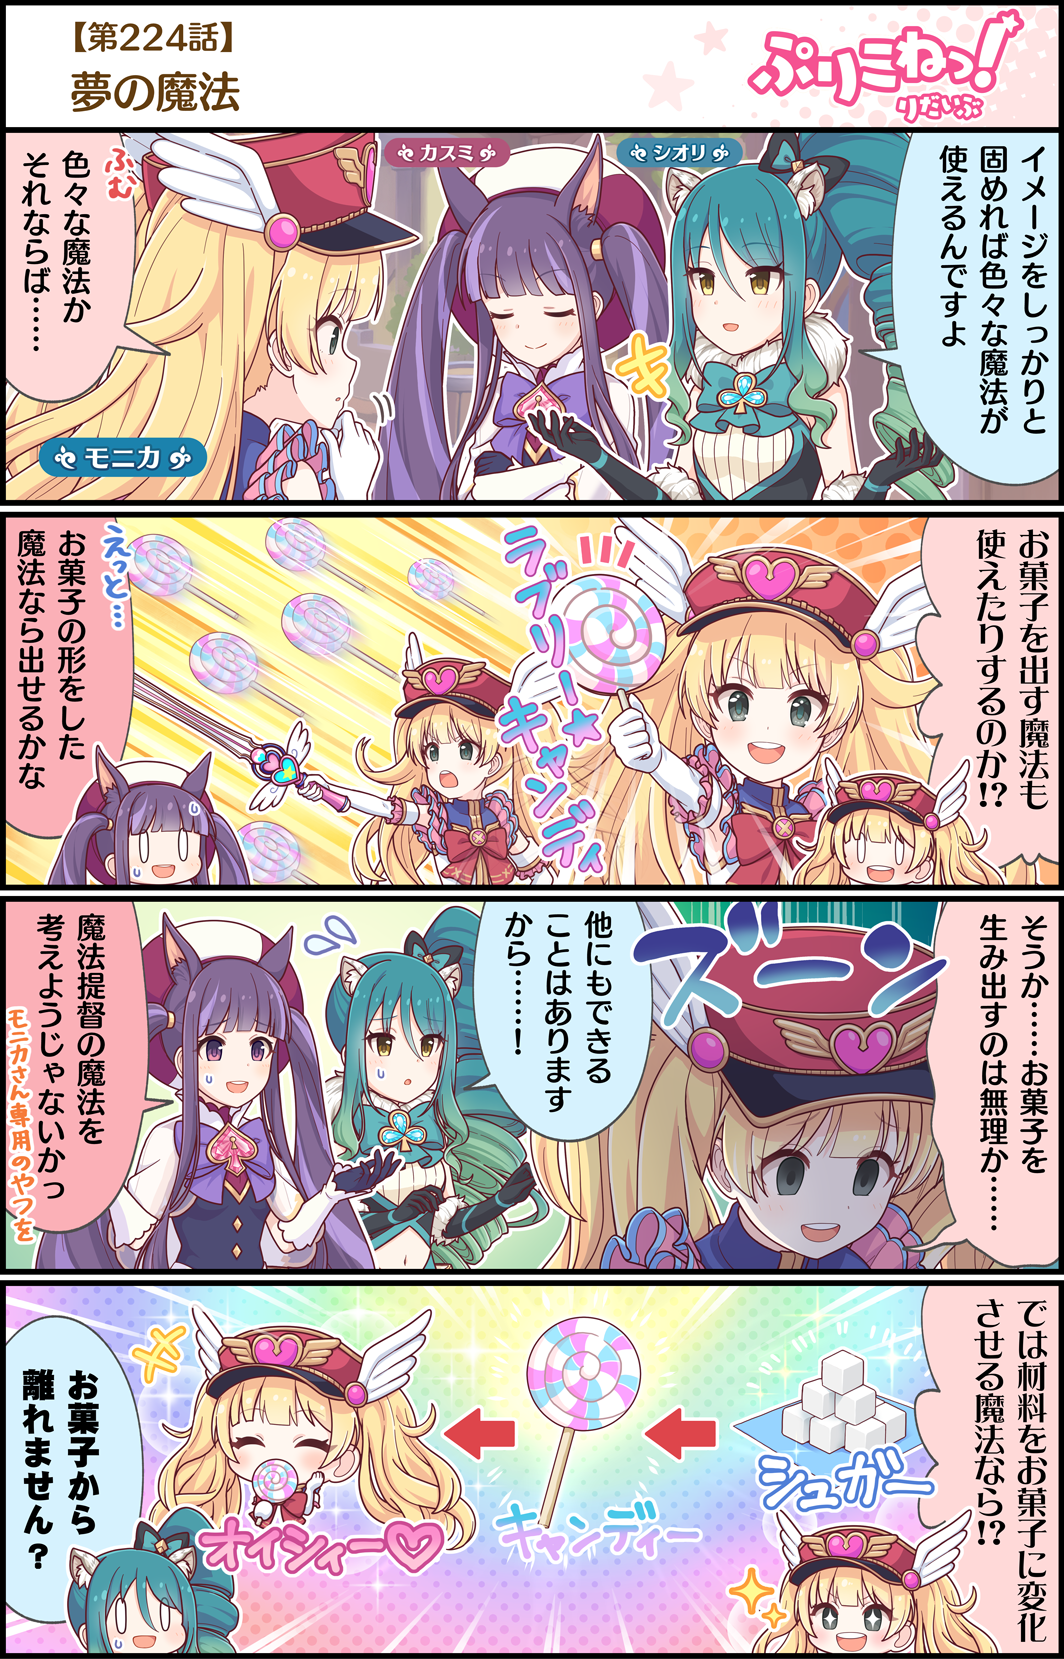 【第224話】
夢の魔法
ぷりこねっ!
りだいぶ
イメージをしっかりと
固めれば色々な魔法が
使えるんですよ
シオリ
カスミ
ふむ
色々な魔法か
それならば……
モニカ
お菓子を出す魔法も
使えたりするのか!?
ラブリー★
キャンディ
えっと…
お菓子の形をした
魔法なら出せるかな
そうか……お菓子を
生み出すのは無理か……
ズーン
他にもできる
ことはあります
から……!
魔法提督の魔法を
考えようじゃないかっ
モニカさん専用のやつを
では材料をお菓子に変化
させる魔法なら!?
シュガー
キャンディー
オイシィー♡
お菓子から
離れません?